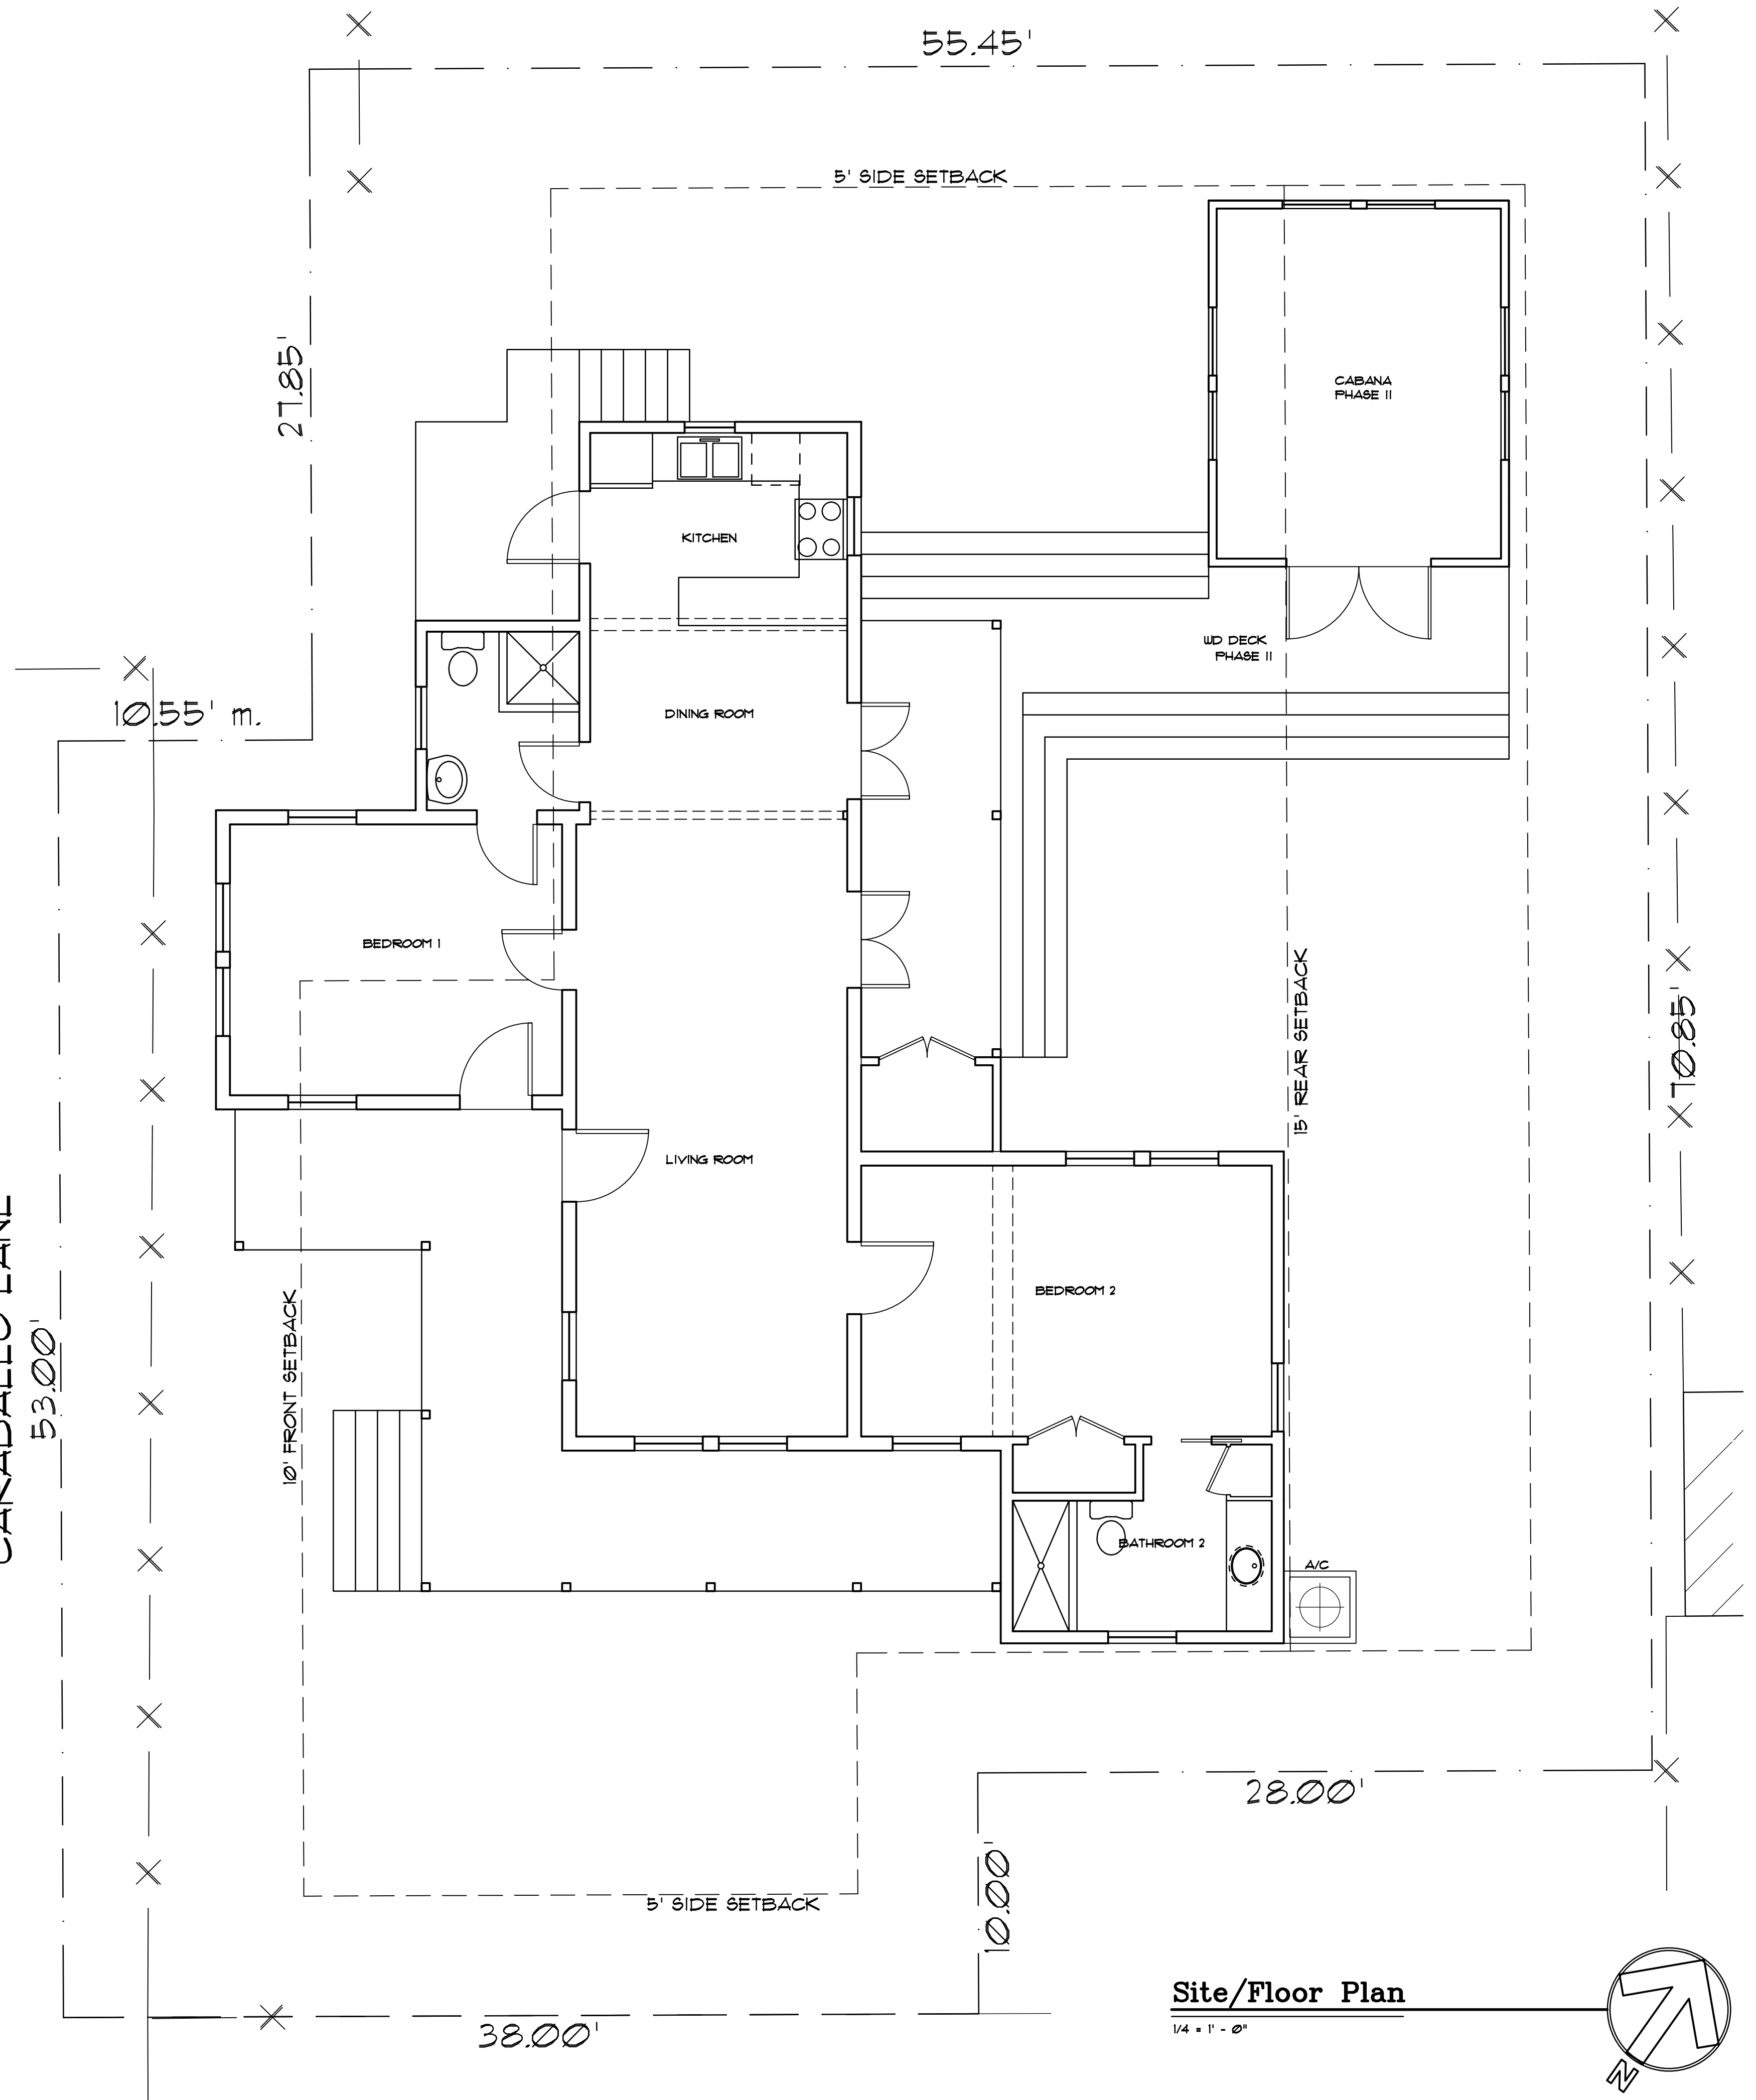 55.45'
5' SIDE SETBACK
27.85'
CABANA
PHASE II
KITCHEN
WD DECK
PHASE II
10.55' m.
DINING ROOM
BEDROOM 1
15' REAR SETBACK
70.85'
LIVING ROOM
CARABALLO LANE
53.00'
10' FRONT SETBACK
BEDROOM 2
BATHROOM 2
A/C
28.00'
10.00'
5' SIDE SETBACK
38.00'
Site/Floor Plan
1/4 = 1' - 0"
N